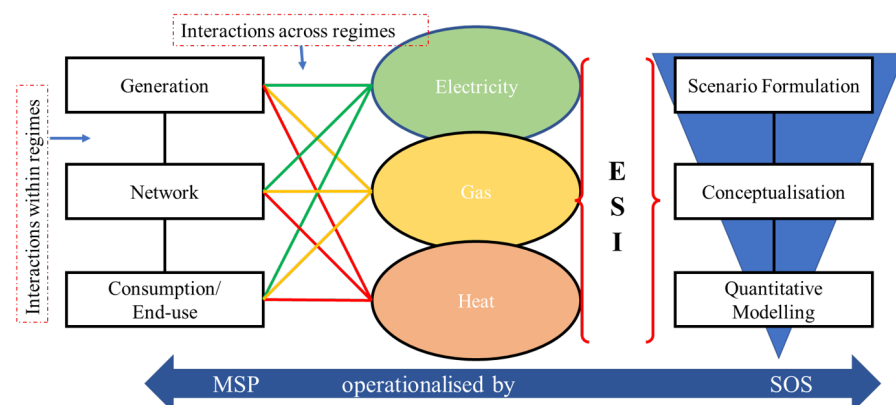 Interactions across regimes
Interactions within regimes
Generation
Network
Consumption/
End-use
Electricity
Gas
Heat
E
S
I
Scenario Formulation
Conceptualisation
Quantitative
Modelling
MSP operationalised by SOS